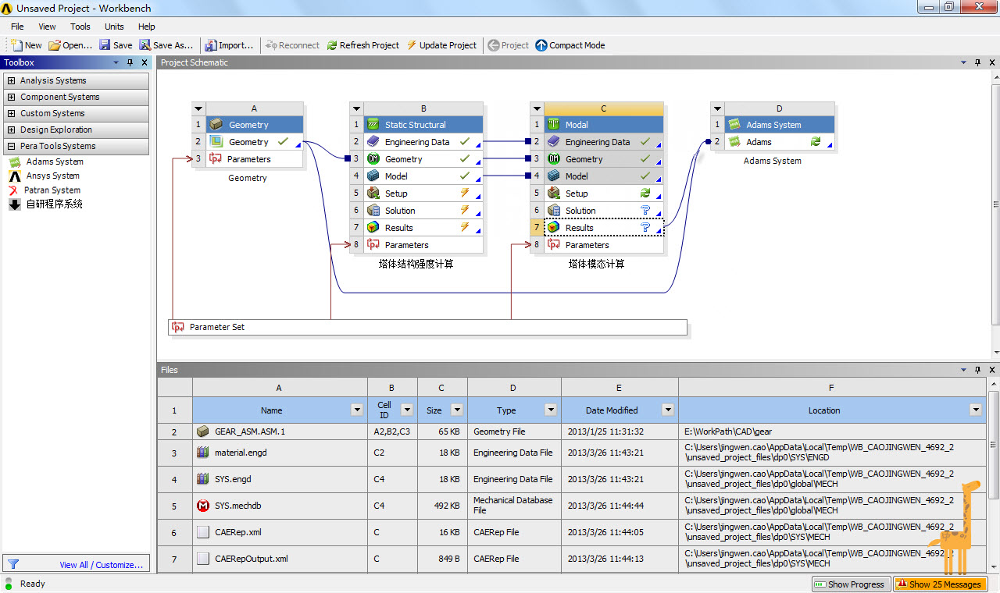 Unsaved Project - Workbench
File View Tools Units Help
New Open... Save Save As... Import... Reconnect Refresh Project Update Project Project Compact Mode
Toolbox
Analysis Systems
Component Systems
Custom Systems
Design Exploration
Pera Tools Systems
Adams System
Ansys System
Patran System
自研程序系统
View All / Customize...
Project Schematic
A
1 Geometry
2 Geometry
3 Parameters
Geometry
B
1 Static Structural
2 Engineering Data
3 Geometry
4 Model
5 Setup
6 Solution
7 Results
8 Parameters
塔体结构强度计算
C
1 Modal
2 Engineering Data
3 Geometry
4 Model
5 Setup
6 Solution
7 Results
8 Parameters
塔体模态计算
D
1 Adams System
2 Adams
Adams System
Parameter Set
Files
A B C D E F
1 Name Cell ID Size Type Date Modified Location
2 GEAR_ASM.ASM.1 A2,B2,C3 65 KB Geometry File 2013/1/25 11:31:32 E:\WorkPath\CAD\gear
3 material.engd C2 18 KB Engineering Data File 2013/3/26 11:43:21 C:\Users\jingwen.cao\AppData\Local\Temp\WB_CAOJINGWEN_4692_2
\unsaved_project_files\dp0\SYS\ENGD
4 SYS.engd C4 18 KB Engineering Data File 2013/3/26 11:43:21 C:\Users\jingwen.cao\AppData\Local\Temp\WB_CAOJINGWEN_4692_2
\unsaved_project_files\dp0\global\MECH
5 SYS.mechdb C4 492 KB Mechanical Database File 2013/3/26 11:44:44 C:\Users\jingwen.cao\AppData\Local\Temp\WB_CAOJINGWEN_4692_2
\unsaved_project_files\dp0\global\MECH
6 CAERep.xml C 16 KB CAERep File 2013/3/26 11:44:05 C:\Users\jingwen.cao\AppData\Local\Temp\WB_CAOJINGWEN_4692_2
\unsaved_project_files\dp0\SYS\MECH
7 CAERepOutput.xml C 849 B CAERep File 2013/3/26 11:44:13 C:\Users\jingwen.cao\AppData\Local\Temp\WB_CAOJINGWEN_4692_2
\unsaved_project_files\dp0\SYS\MECH
Ready
Show Progress Show 25 Messages